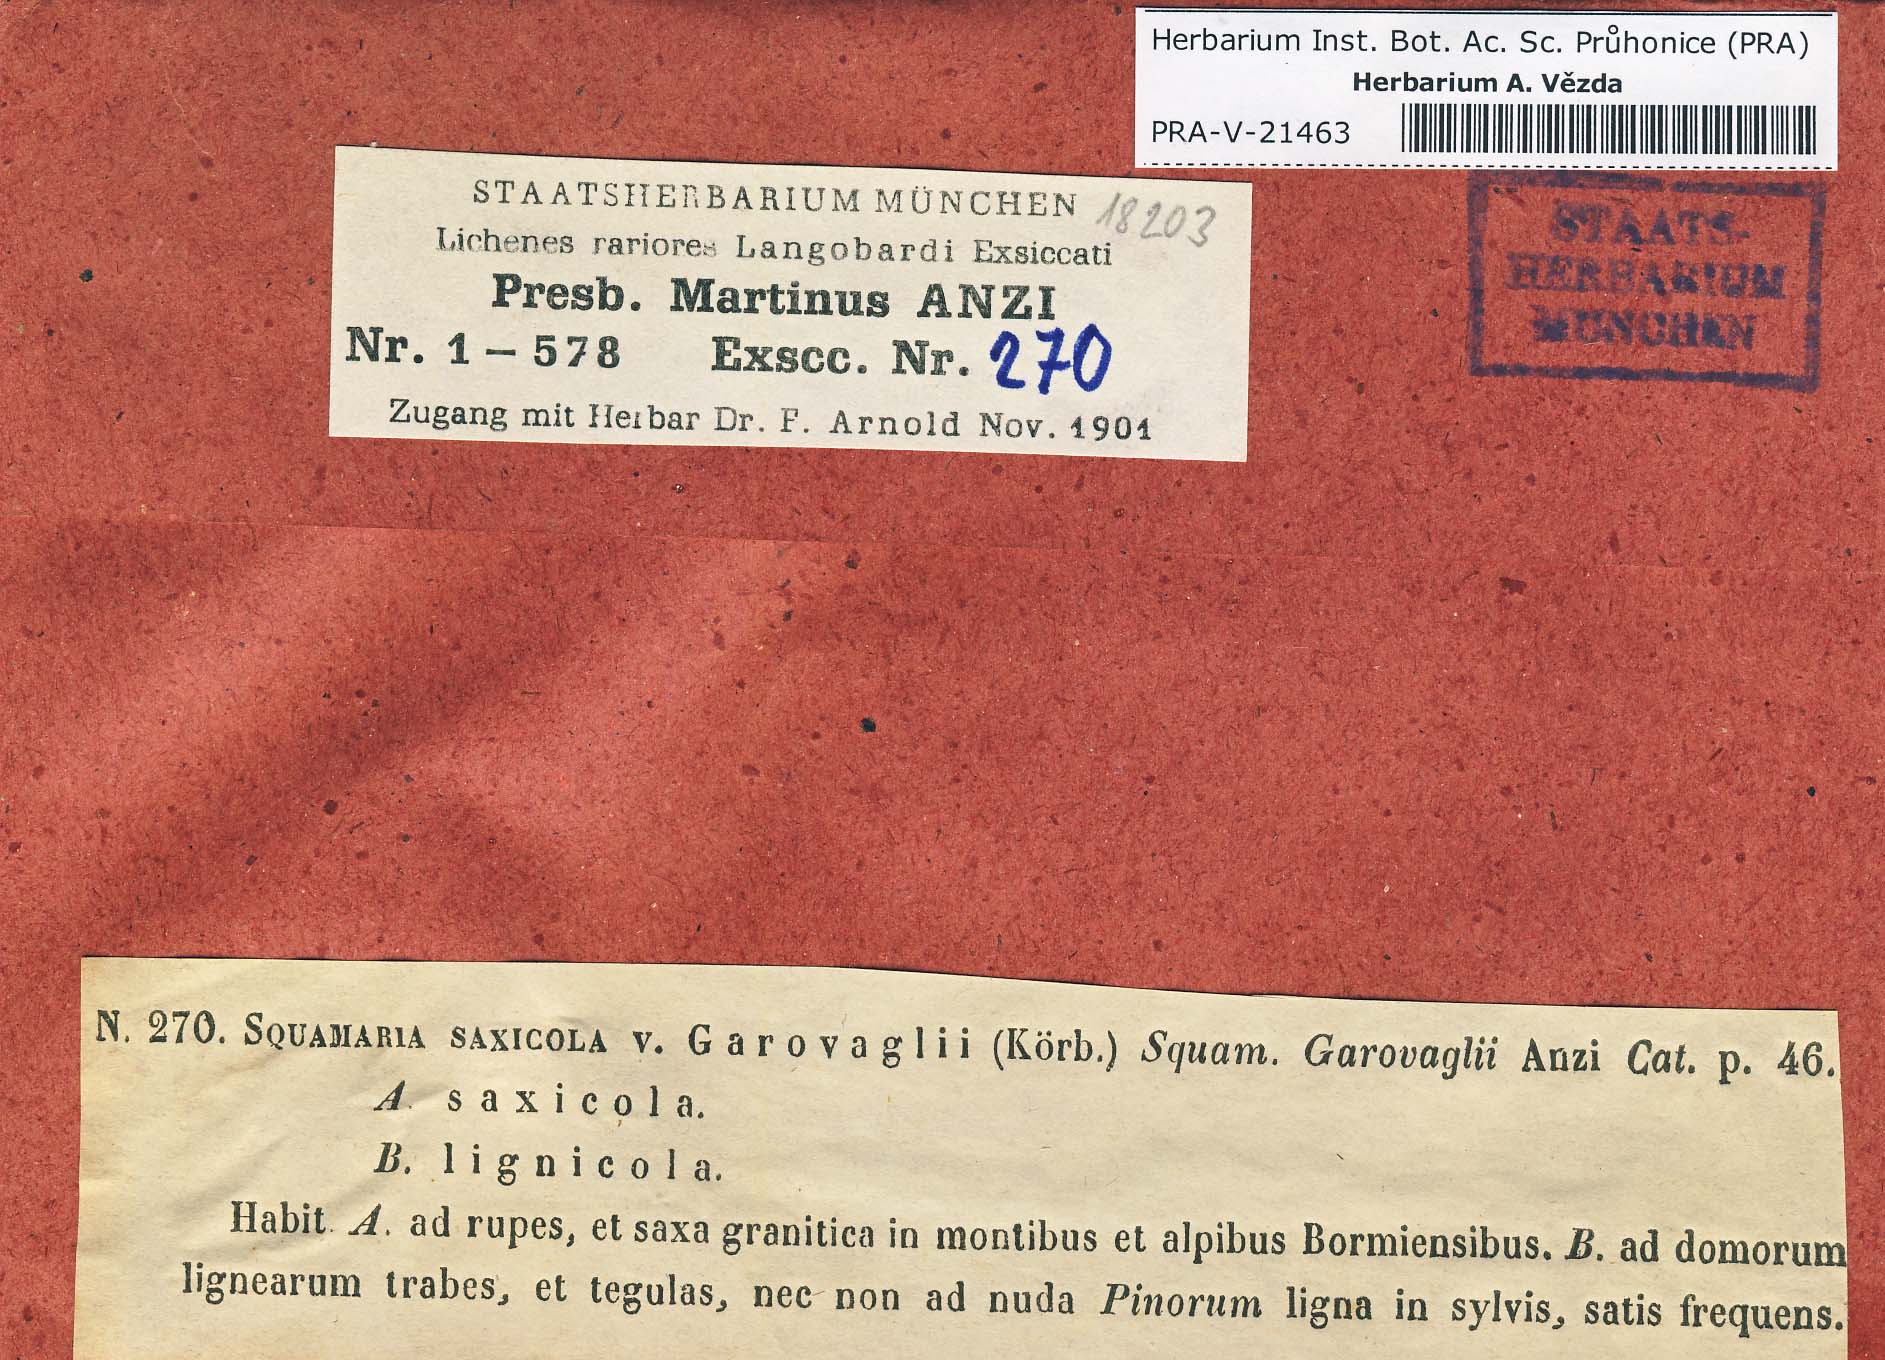 Herbarium Inst. Bot. Ac. Sc. Průhonice (PRA)
Herbarium A. Vězda
PRA-V-21463
STAATSHERBARIUM MÜNCHEN 18203
Lichenes rariores Langobardi Exsiccati
Presb. Martinus ANZI
Nr. 1 – 578 Exscc. Nr. 270
Zugang mit Herbar Dr. F. Arnold Nov. 1901
STAATS-
HERBARIUM
MÜNCHEN
N. 270. SQUAMARIA SAXICOLA v. Garovaglii (Körb.) Squam. Garovaglii Anzi Cat. p. 46.
A. saxicola.
B. lignicola.
Habit. A. ad rupes, et saxa granitica in montibus et alpibus Bormiensibus. B. ad domorum
lignearum trabes, et tegulas, nec non ad nuda Pinorum ligna in sylvis, satis frequens.